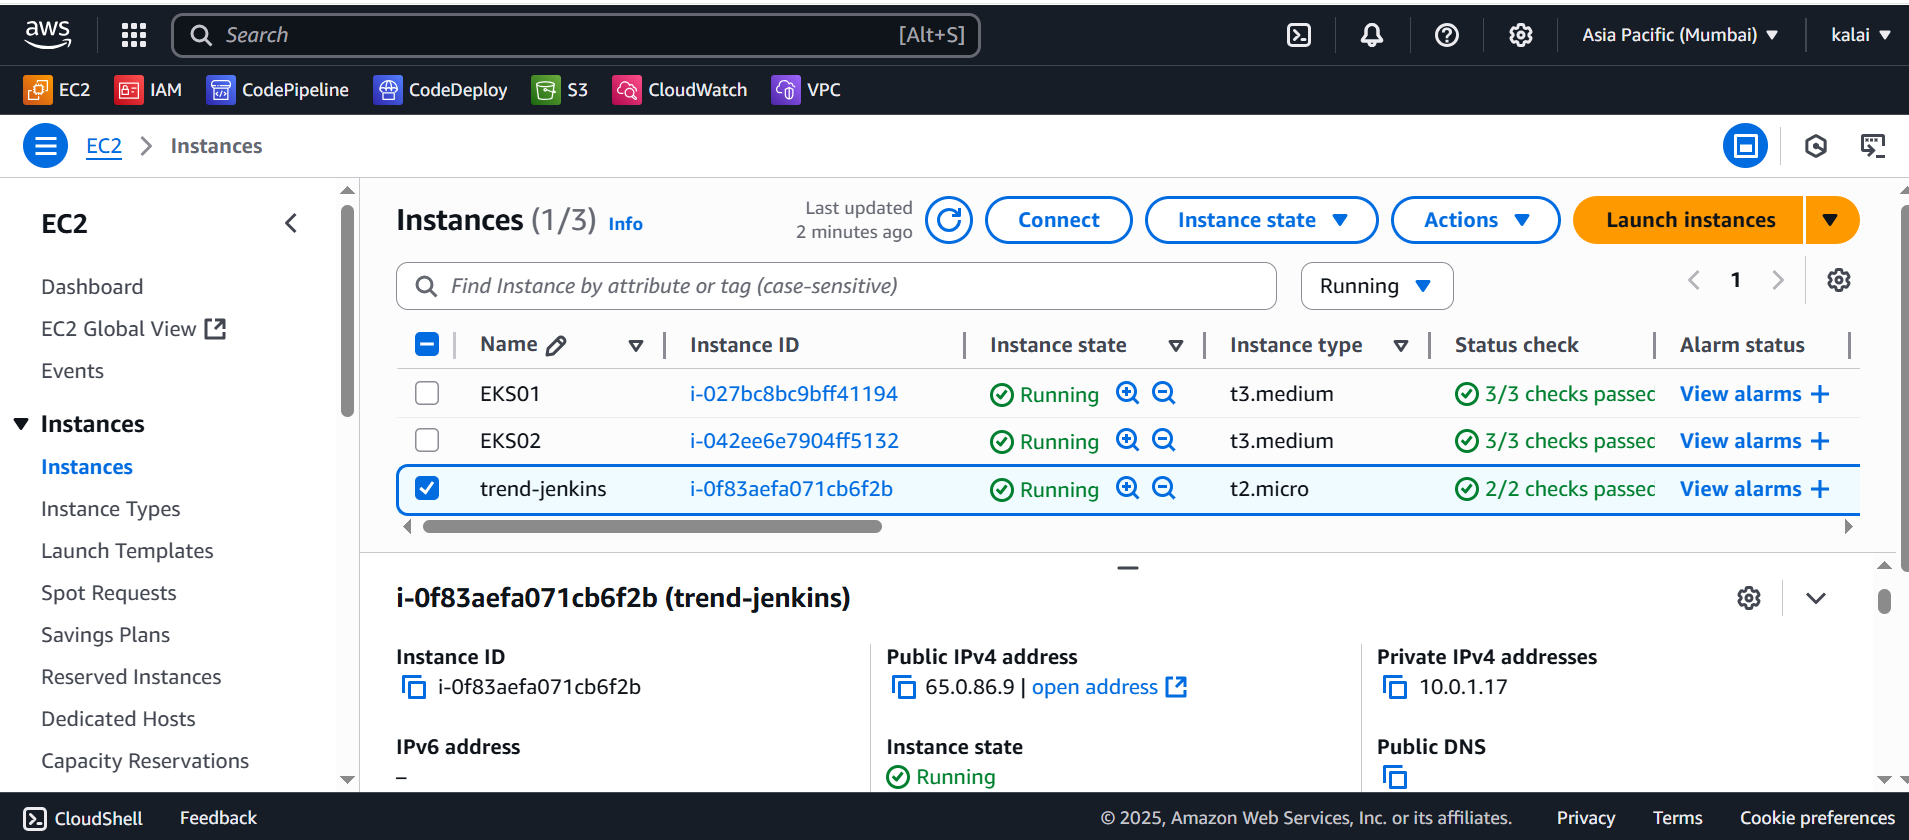 aws
Search [Alt+S]
Asia Pacific (Mumbai)
kalai
EC2 IAM CodePipeline CodeDeploy S3 CloudWatch VPC
EC2 Instances
EC2
Dashboard
EC2 Global View
Events
Instances
Instances
Instance Types
Launch Templates
Spot Requests
Savings Plans
Reserved Instances
Dedicated Hosts
Capacity Reservations
Instances (1/3) Info
Last updated
2 minutes ago
Connect
Instance state
Actions
Launch instances
Find Instance by attribute or tag (case-sensitive)
Running
1
Name Instance ID Instance state Instance type Status check Alarm status
EKS01 i-027bc8bc9bff41194 Running t3.medium 3/3 checks passed View alarms +
EKS02 i-042ee6e7904ff5132 Running t3.medium 3/3 checks passed View alarms +
trend-jenkins i-0f83aefa071cb6f2b Running t2.micro 2/2 checks passed View alarms +
i-0f83aefa071cb6f2b (trend-jenkins)
Instance ID
i-0f83aefa071cb6f2b
Public IPv4 address
65.0.86.9 | open address
Private IPv4 addresses
10.0.1.17
IPv6 address
–
Instance state
Running
Public DNS
CloudShell Feedback
© 2025, Amazon Web Services, Inc. or its affiliates. Privacy Terms Cookie preferences